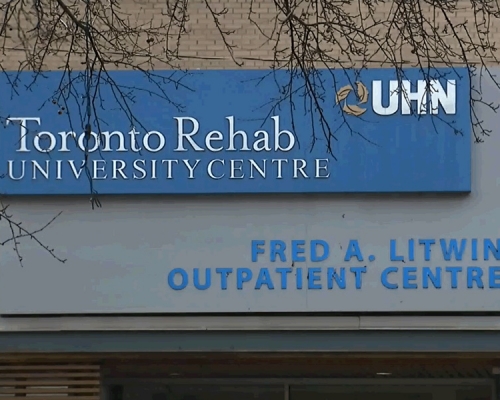 UHN
Toronto Rehab
UNIVERSITY CENTRE
FRED A. LITWIN
OUTPATIENT CENTRE